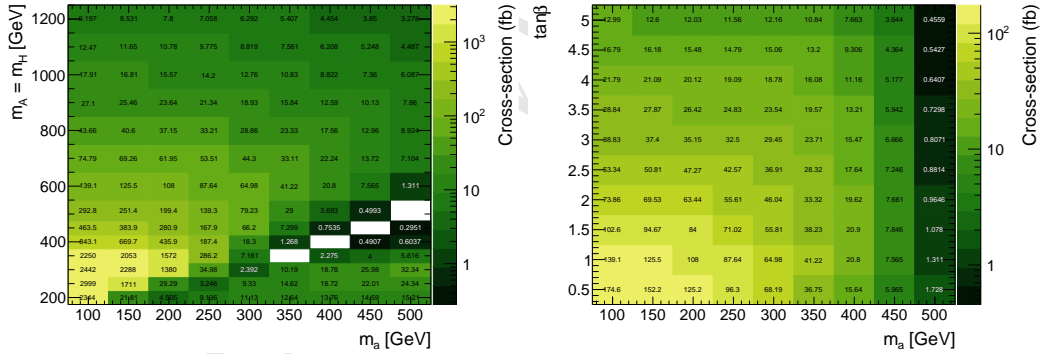 1200 8.531 7.8 7.058 6.292 5.407 4.454 3.85 3.278
12.47 11.65 10.78 9.775 8.819 7.561 6.208 5.248 4.487
17.91 16.81 15.57 14.2 12.76 10.83 8.822 7.36 6.087
1000
27.1 25.46 23.64 21.34 18.93 15.84 12.59 10.13 7.86
800 43.66 40.6 37.15 33.21 28.86 23.33 17.56 12.96 8.924
74.79 69.26 61.95 53.51 44.3 33.11 22.24 13.72 7.104
600 139.1 125.5 108 87.64 64.98 41.22 20.8 7.565 1.311
292.8 251.4 199.4 139.3 79.23 29 3.683 0.4993
463.5 383.9 280.9 167.9 66.2 7.299 0.7535 0.2951
400 643.1 669.7 435.9 187.4 18.3 1.268 0.4907 0.6037
2250 2053 1572 286.2 7.161 2.275 4 5.616
2442 2288 1380 34.98 2.392 10.19 18.78 25.98 32.34
2999 1711 29.29 3.246 9.33 14.62 18.72 22.01 24.34
200 2344 11.13 12.64 13.76 14.59 15.21
100 150 200 250 300 350 400 450 500
m_a [GeV]
m_A = m_H [GeV]
10^3
10^2
10
1
Cross-section (fb)
5 12.99 12.6 12.03 11.56 12.16 10.84 7.663 3.644 0.4559
4.5 16.79 16.18 15.48 14.79 15.06 13.2 9.306 4.364 0.5427
4 21.79 21.09 20.12 19.09 18.78 16.08 11.16 5.177 0.6407
3.5 28.84 27.87 26.42 24.83 23.54 19.57 13.21 5.942 0.7298
3 38.83 37.4 35.15 32.5 29.45 23.71 15.47 6.666 0.8071
2.5 53.34 50.81 47.27 42.57 36.91 28.32 17.64 7.246 0.8814
2 73.86 69.53 63.44 55.61 46.04 33.32 19.62 7.661 0.9646
1.5 102.6 94.67 84 71.02 55.81 38.23 20.9 7.846 1.078
1 139.1 125.5 108 87.64 64.98 41.22 20.8 7.565 1.311
0.5 174.6 152.2 125.2 96.3 68.19 36.75 15.64 5.965 1.728
100 150 200 250 300 350 400 450 500
m_a [GeV]
tanβ
10^2
10
1
Cross-section (fb)